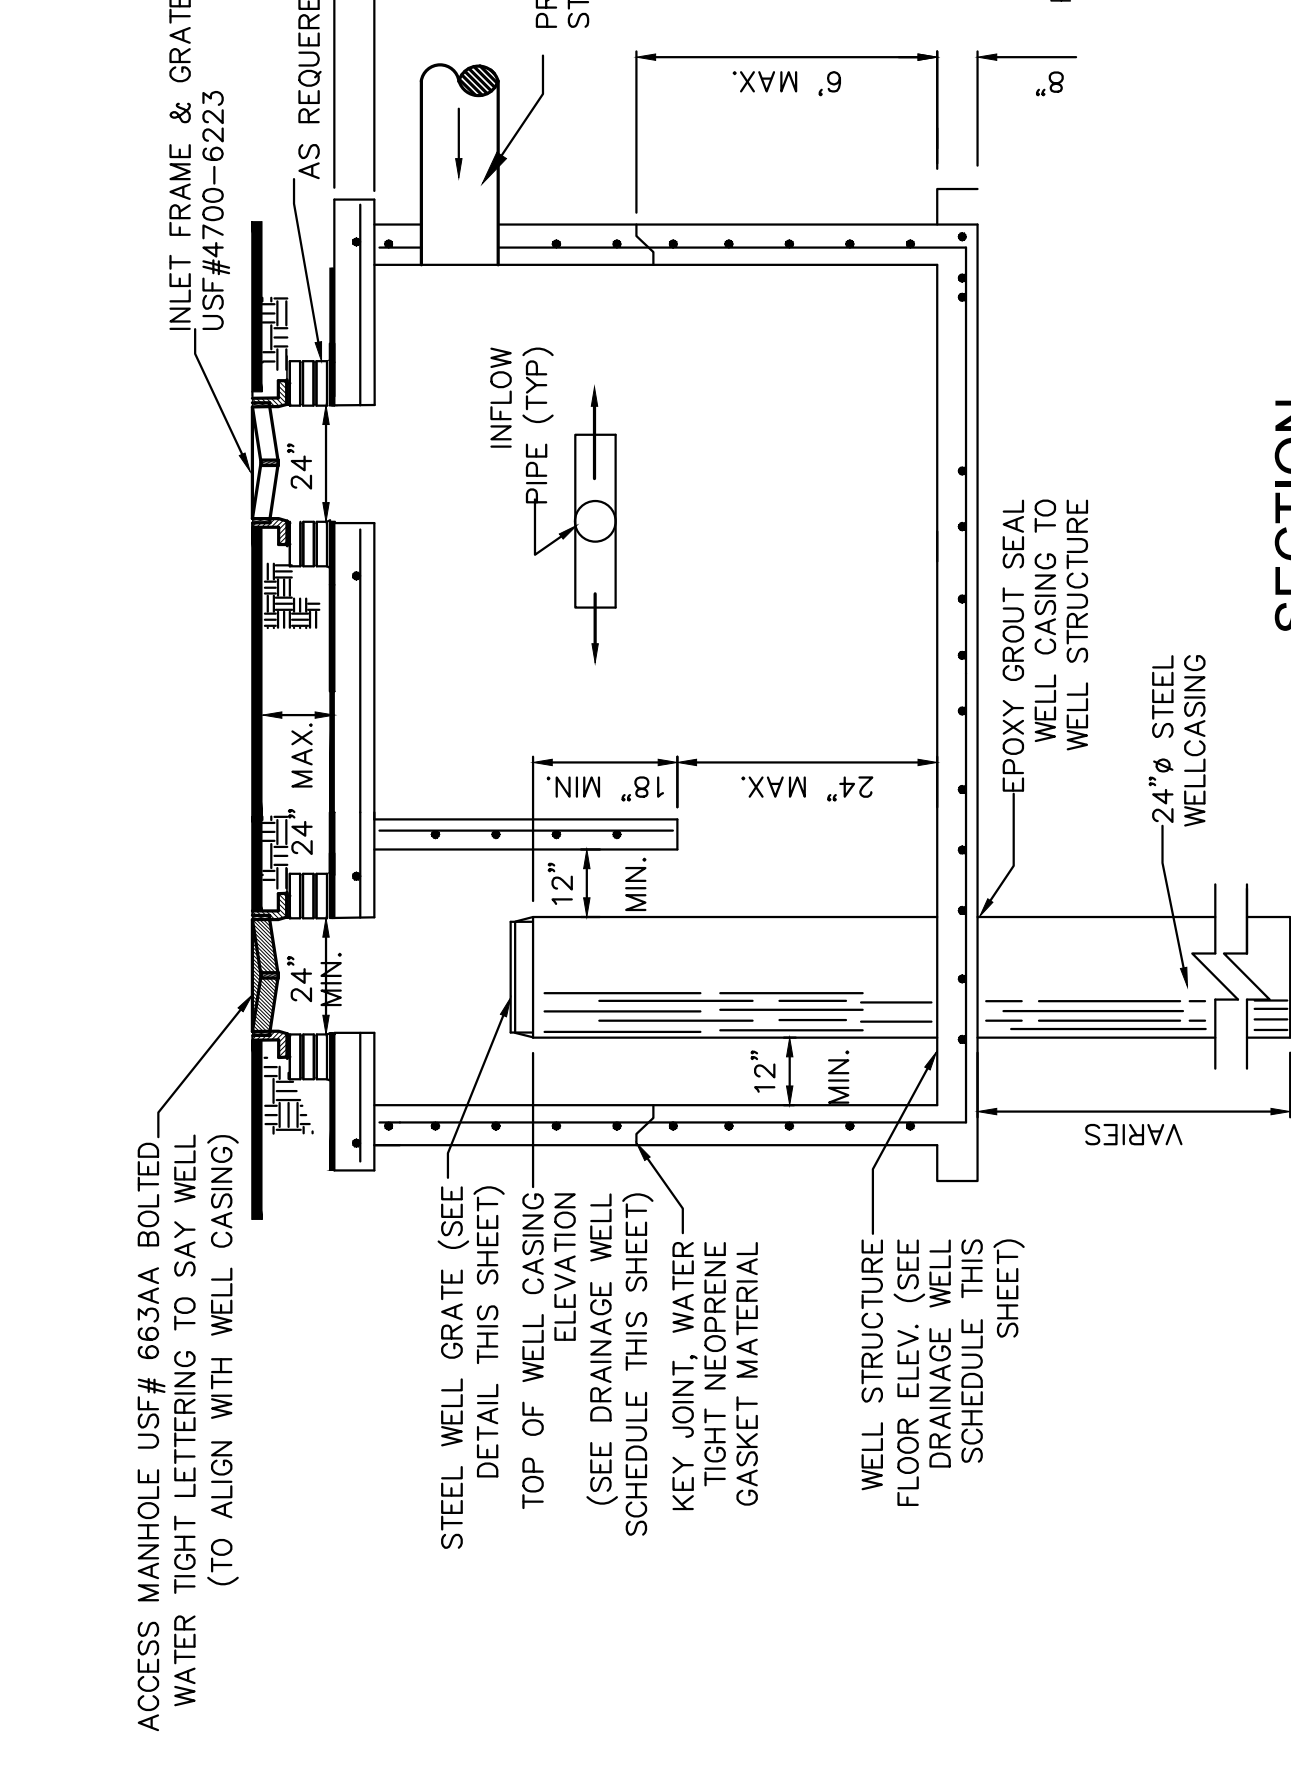 ACCESS MANHOLE USF# 663AA BOLTED
WATER TIGHT LETTERING TO SAY WELL
(TO ALIGN WITH WELL CASING)
INLET FRAME & GRATE
USF#4700-6223
AS REQUERE
PR
ST
24"
MIN.
24" MAX.
24"
INFLOW
PIPE (TYP)
6' MAX.
8"
18" MIN.
24" MAX.
12"
MIN.
12"
MIN.
STEEL WELL GRATE (SEE
DETAIL THIS SHEET)
TOP OF WELL CASING
ELEVATION
(SEE DRAINAGE WELL
SCHEDULE THIS SHEET)
KEY JOINT, WATER
TIGHT NEOPRENE
GASKET MATERIAL
WELL STRUCTURE
FLOOR ELEV. (SEE
DRAINAGE WELL
SCHEDULE THIS
SHEET)
EPOXY GROUT SEAL
WELL CASING TO
WELL STRUCTURE
24"ø STEEL
WELLCASING
VARIES
SECTION